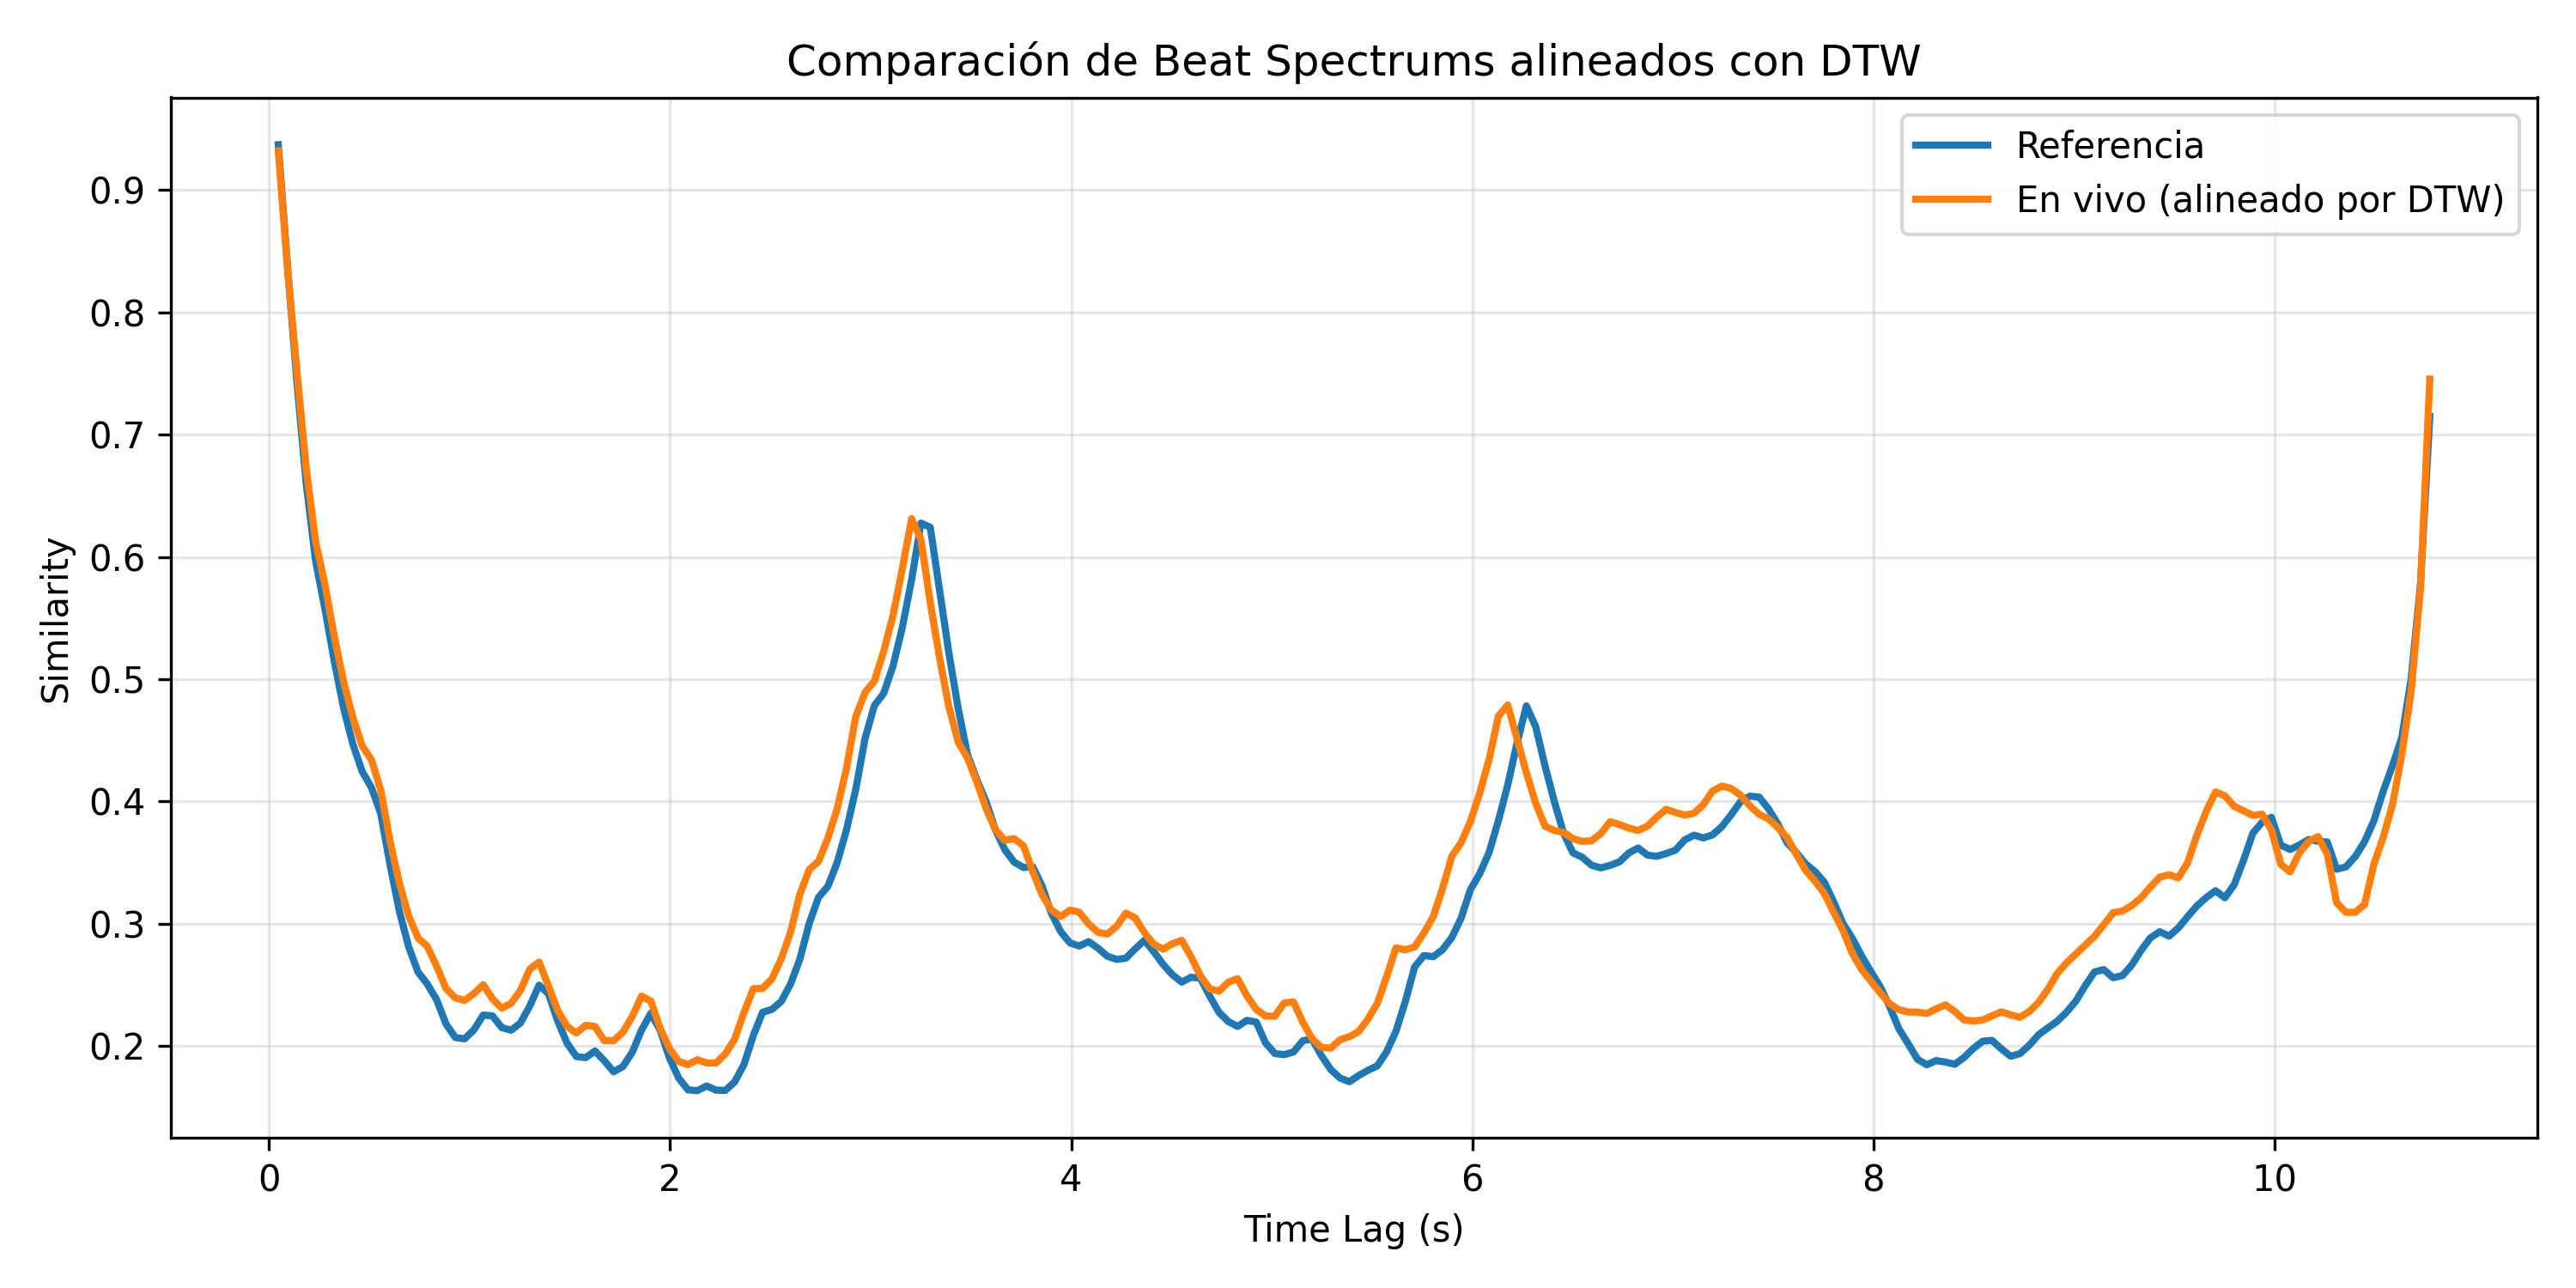 Comparación de Beat Spectrums alineados con DTW
Referencia
En vivo (alineado por DTW)
Similarity
0.9
0.8
0.7
0.6
0.5
0.4
0.3
0.2
0
2
4
6
8
10
Time Lag (s)